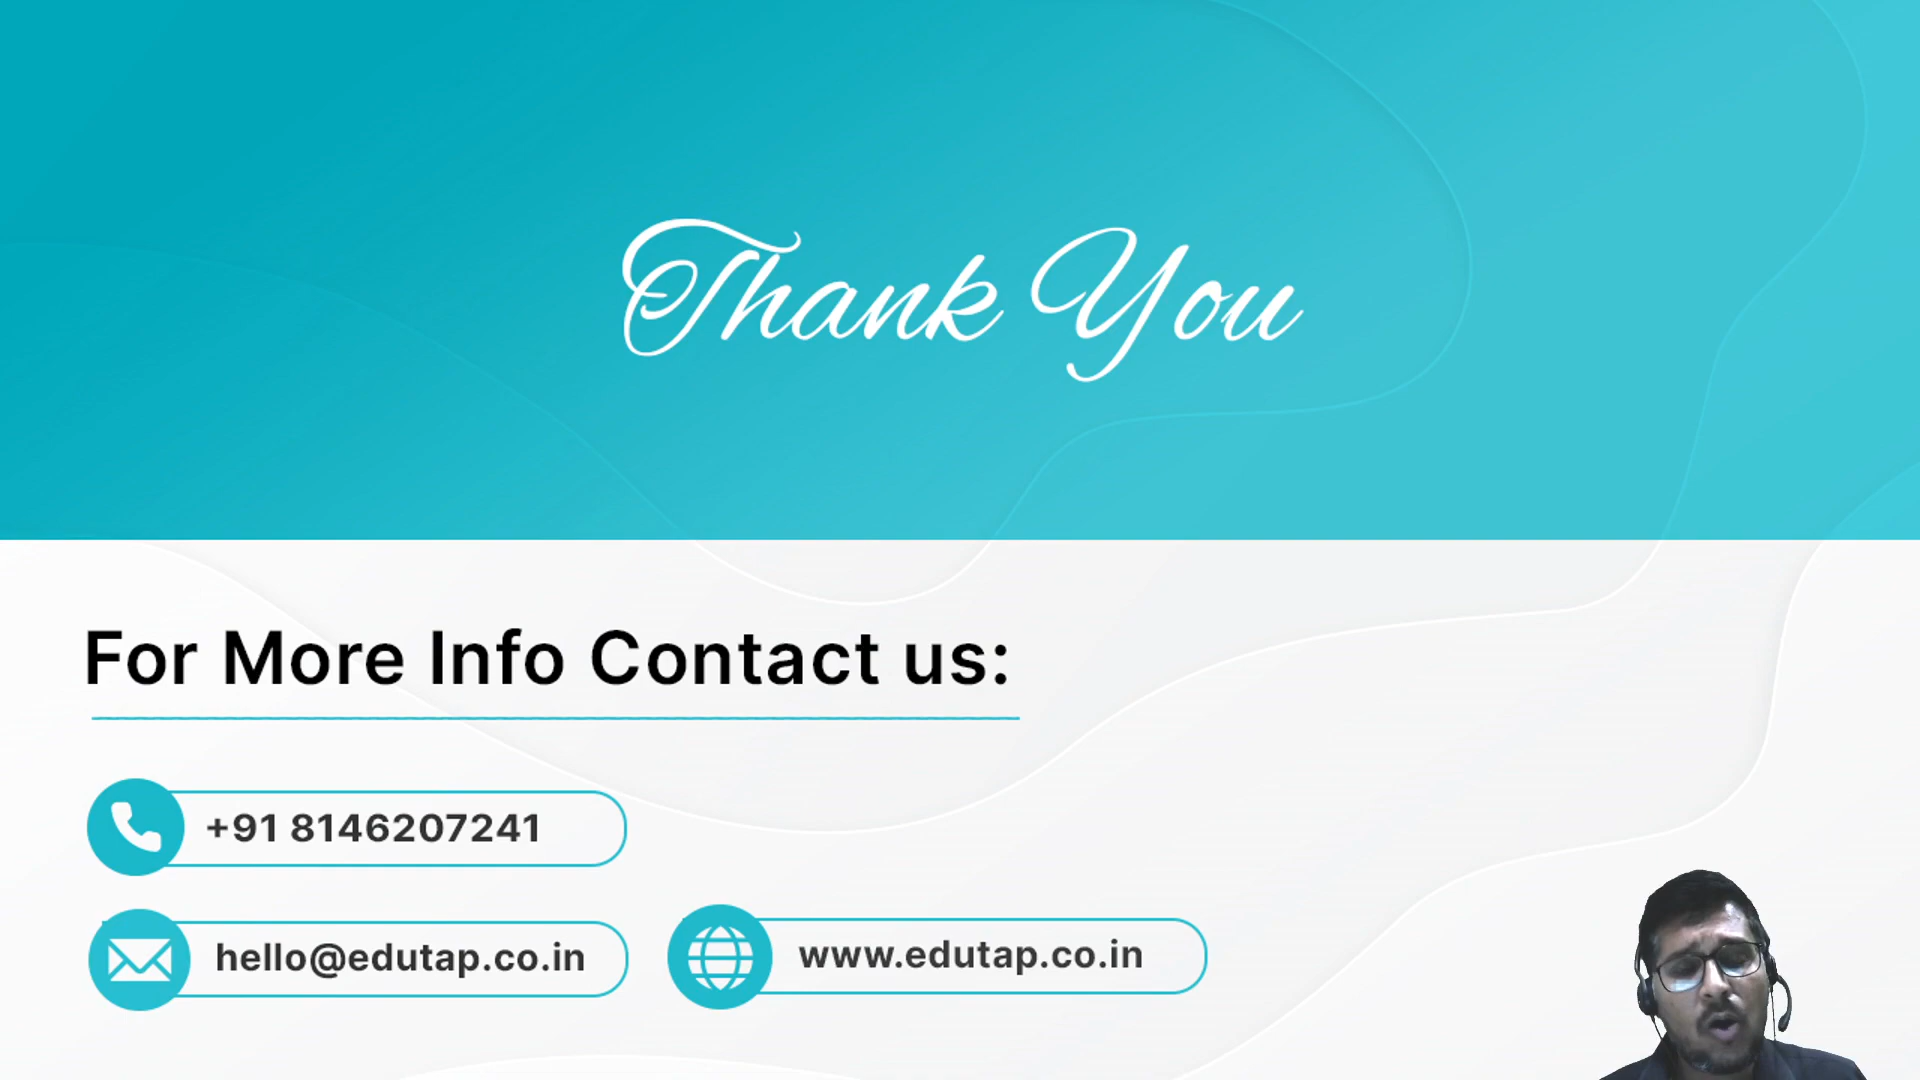 Thank You
For More Info Contact us:
+91 8146207241
hello@edutap.co.in
www.edutap.co.in